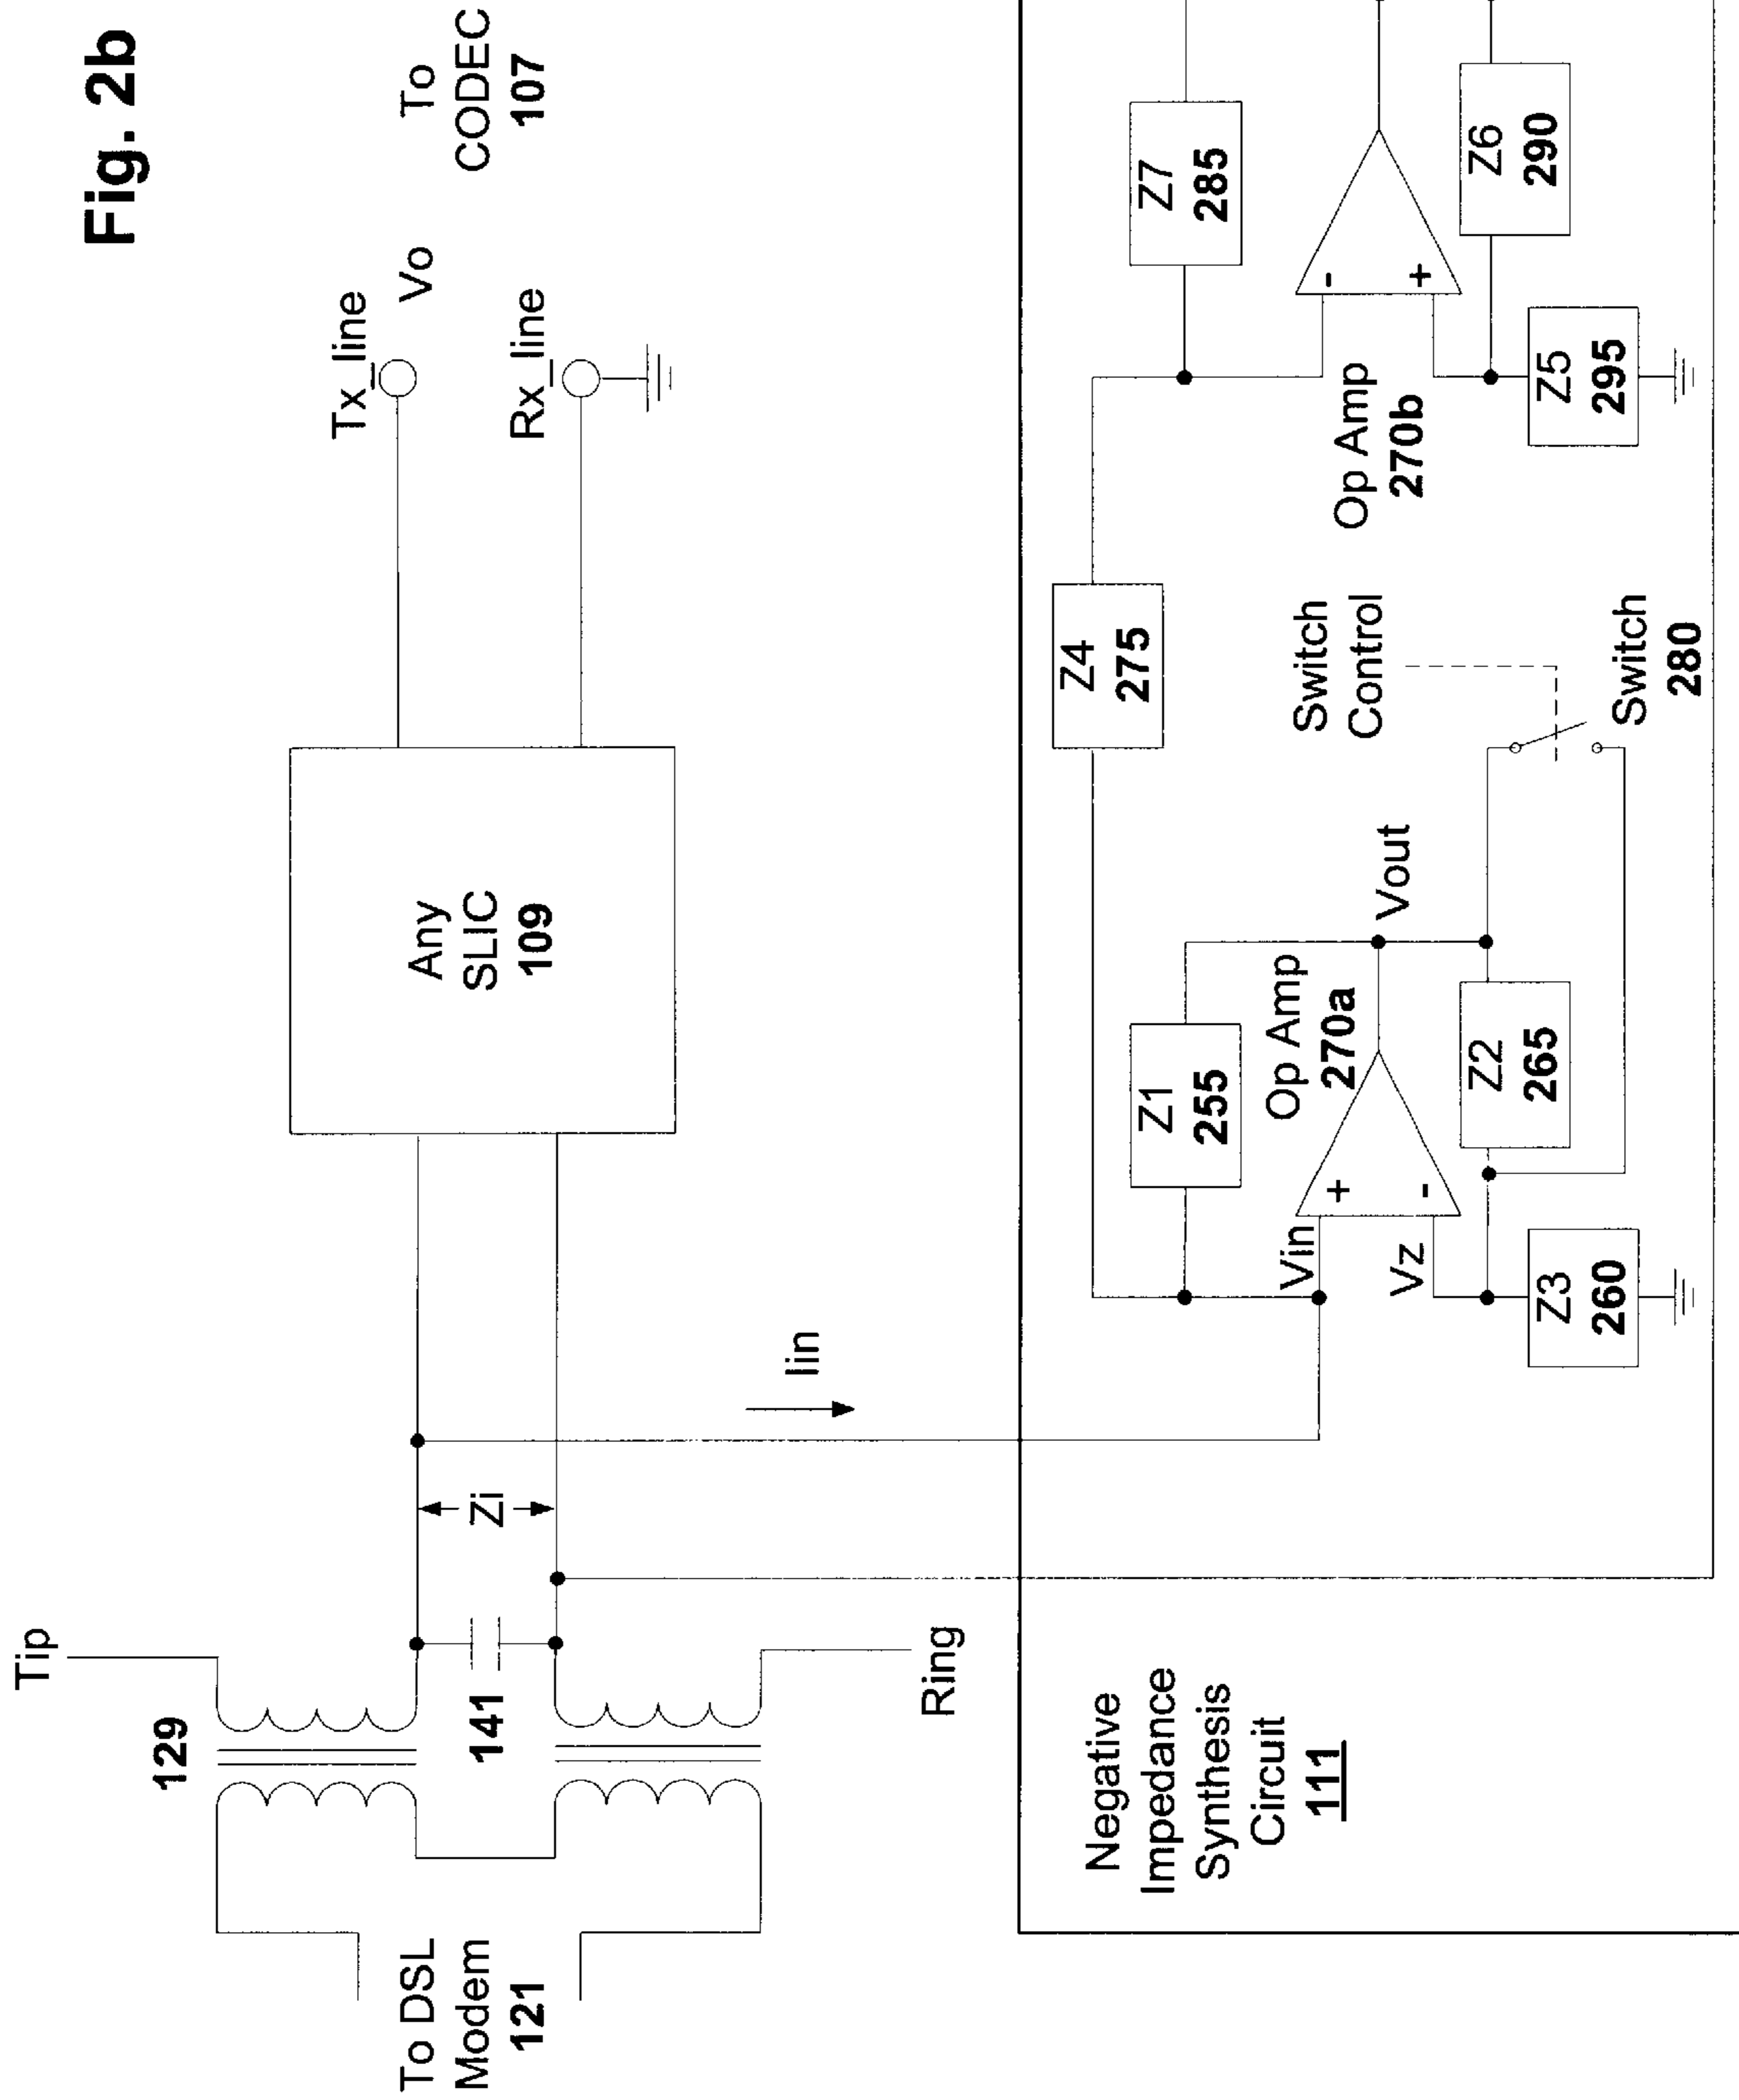 Fig. 2b
Tip
129
141
Ring
To DSL
Modem
121
Zi
Iin
Any
SLIC
109
Tx_line
Vo
Rx_line
To
CODEC
107
Negative
Impedance
Synthesis
Circuit
111
Z4
275
Z1
255
Z7
285
Vin
+
-
Vz
Op Amp
270a
Vout
Z2
265
Z3
260
Switch
Control
Switch
280
Op Amp
270b
-
+
Z6
290
Z5
295